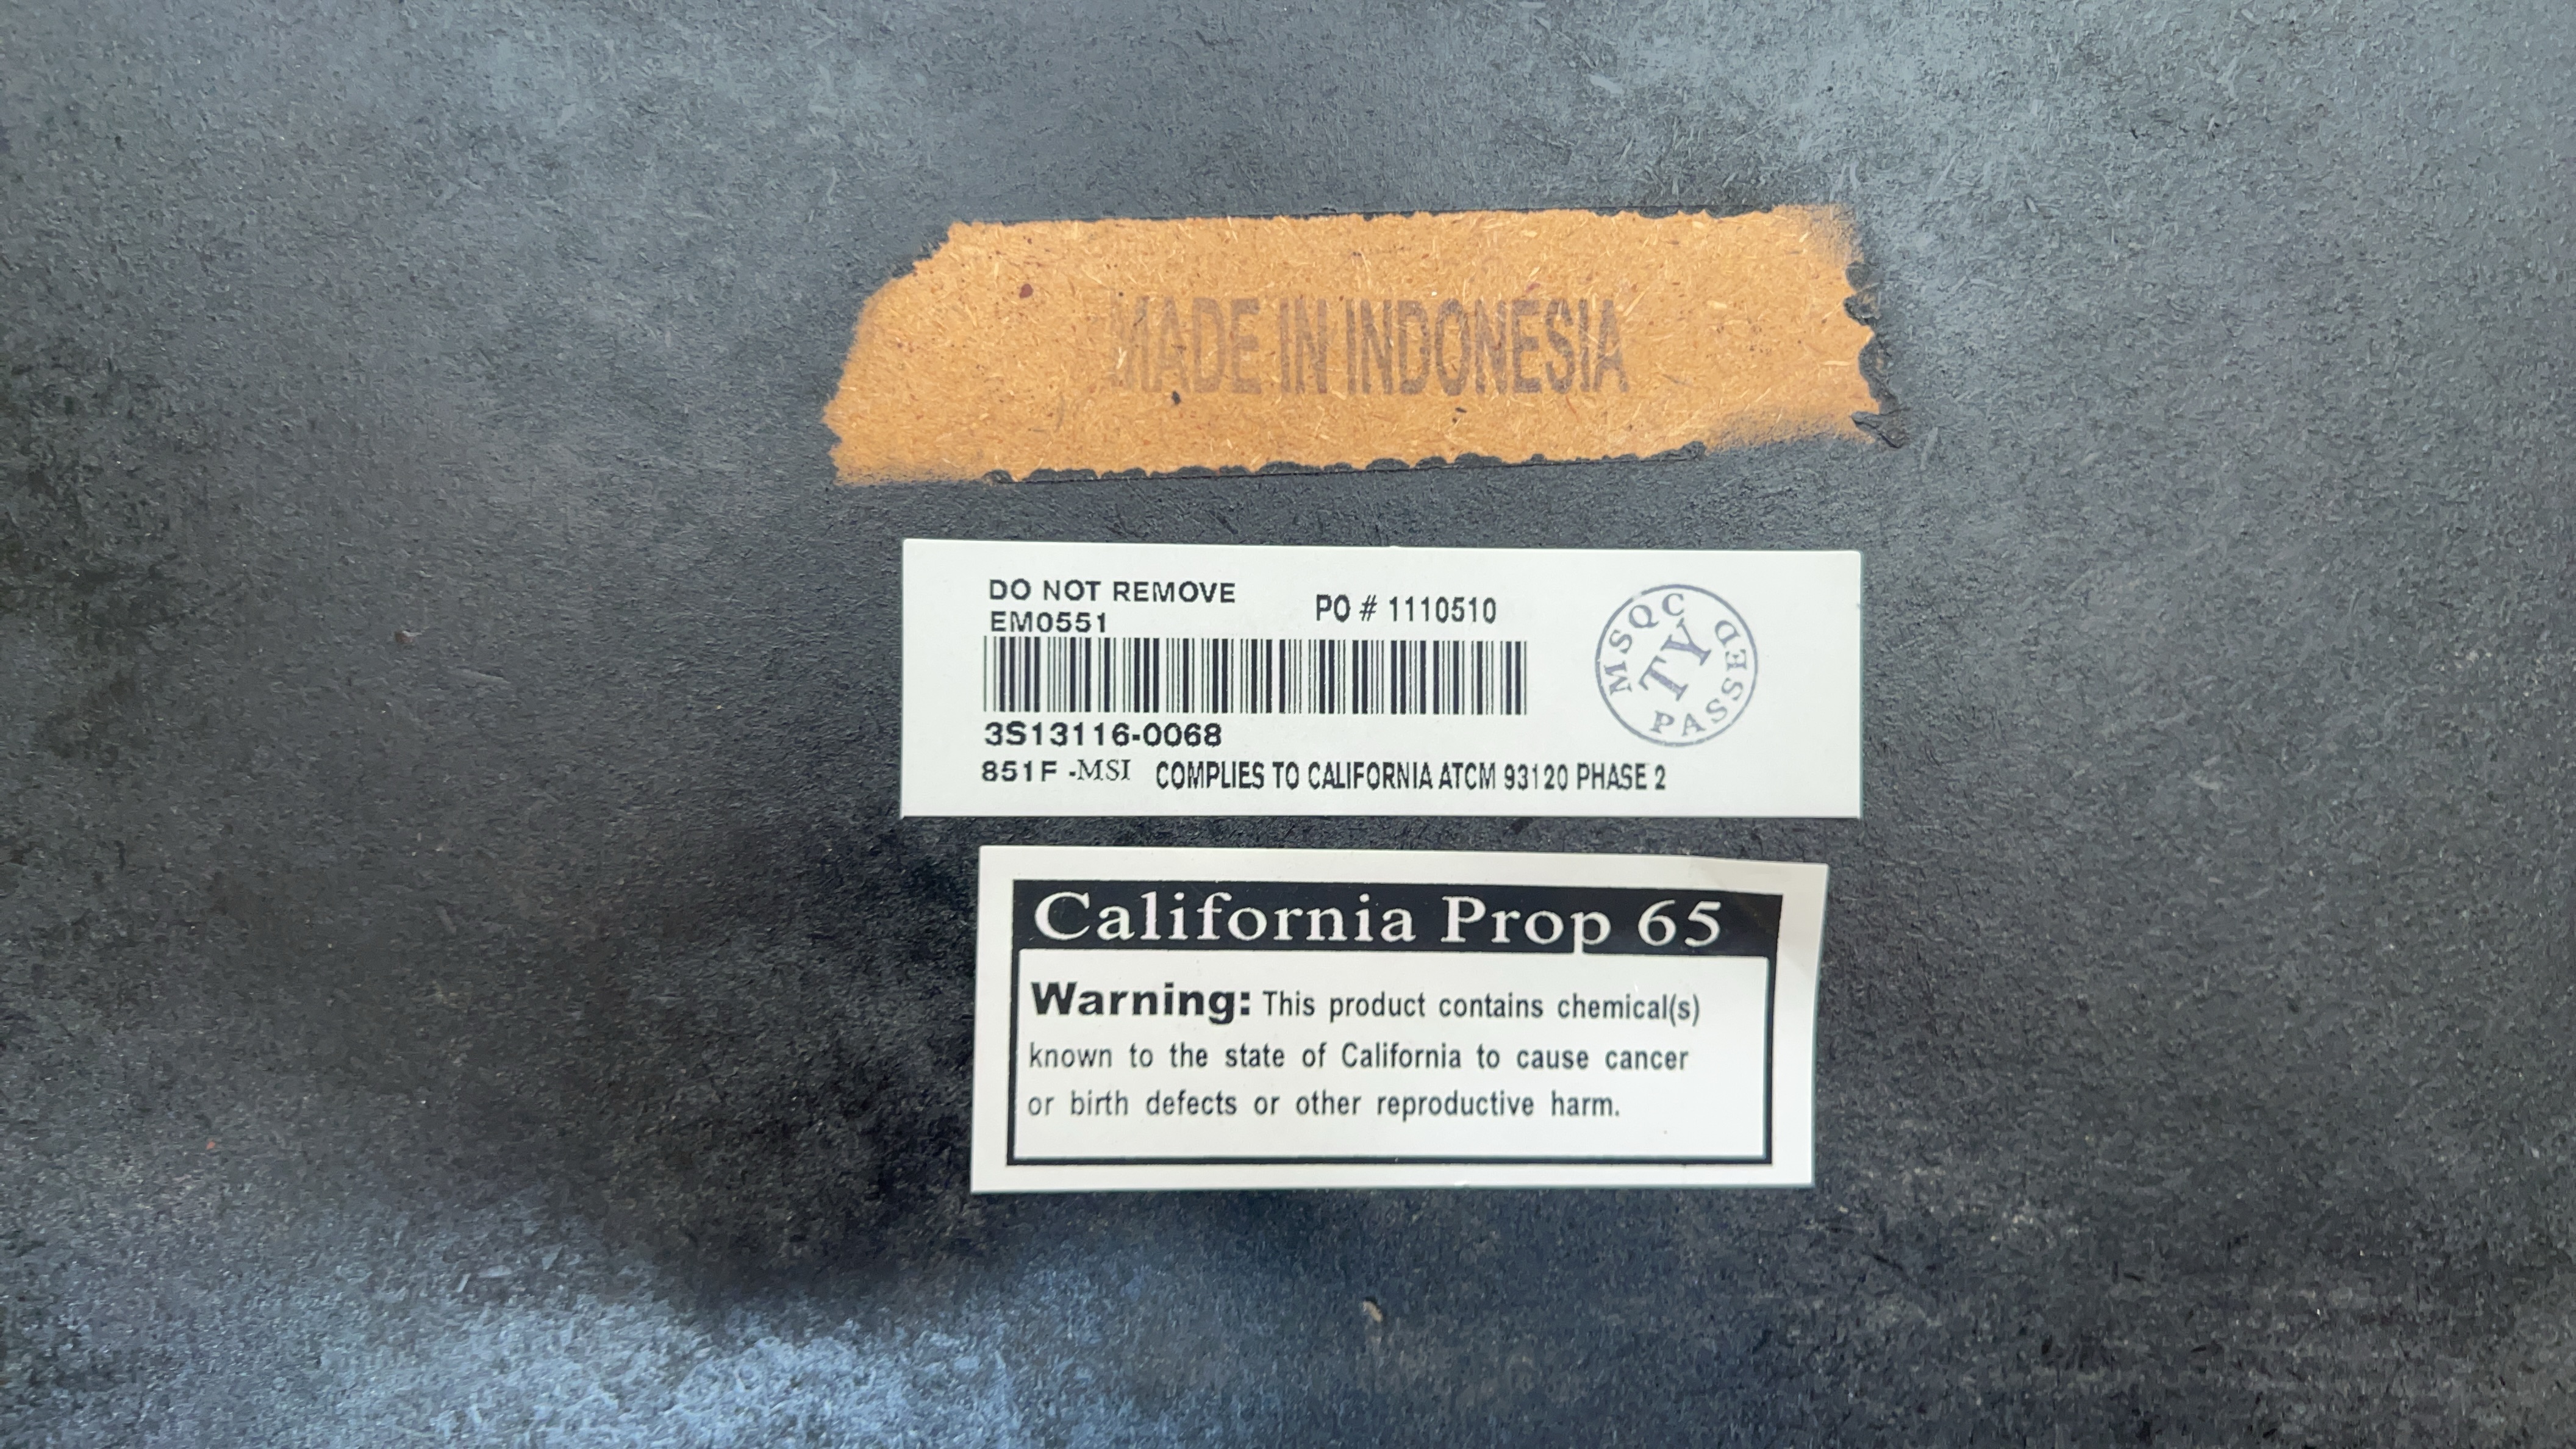 MADE IN INDONESIA
DO NOT REMOVE
EM0551
PO # 1110510
MSQC PASSED
TY
3S13116-0068
851F -MSI COMPLIES TO CALIFORNIA ATCM 93120 PHASE 2
California Prop 65
Warning: This product contains chemical(s)
known to the state of California to cause cancer
or birth defects or other reproductive harm.